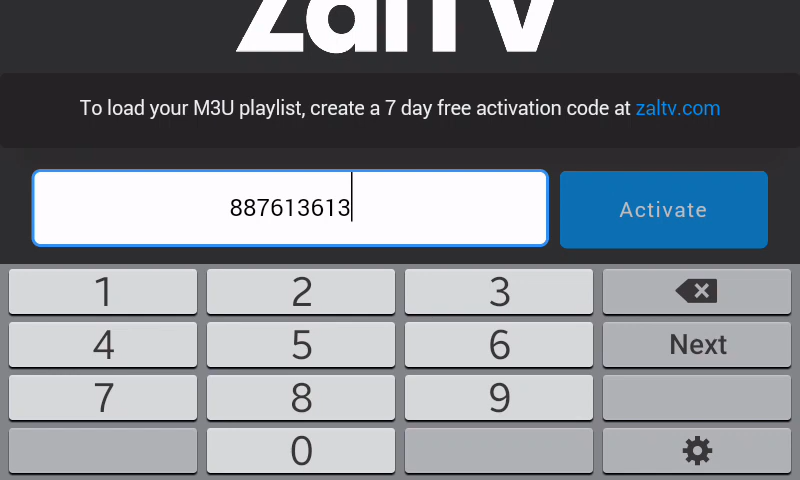 ZalTV
To load your M3U playlist, create a 7 day free activation code at zaltv.com
887613613
Activate
1 2 3
4 5 6 Next
7 8 9
0